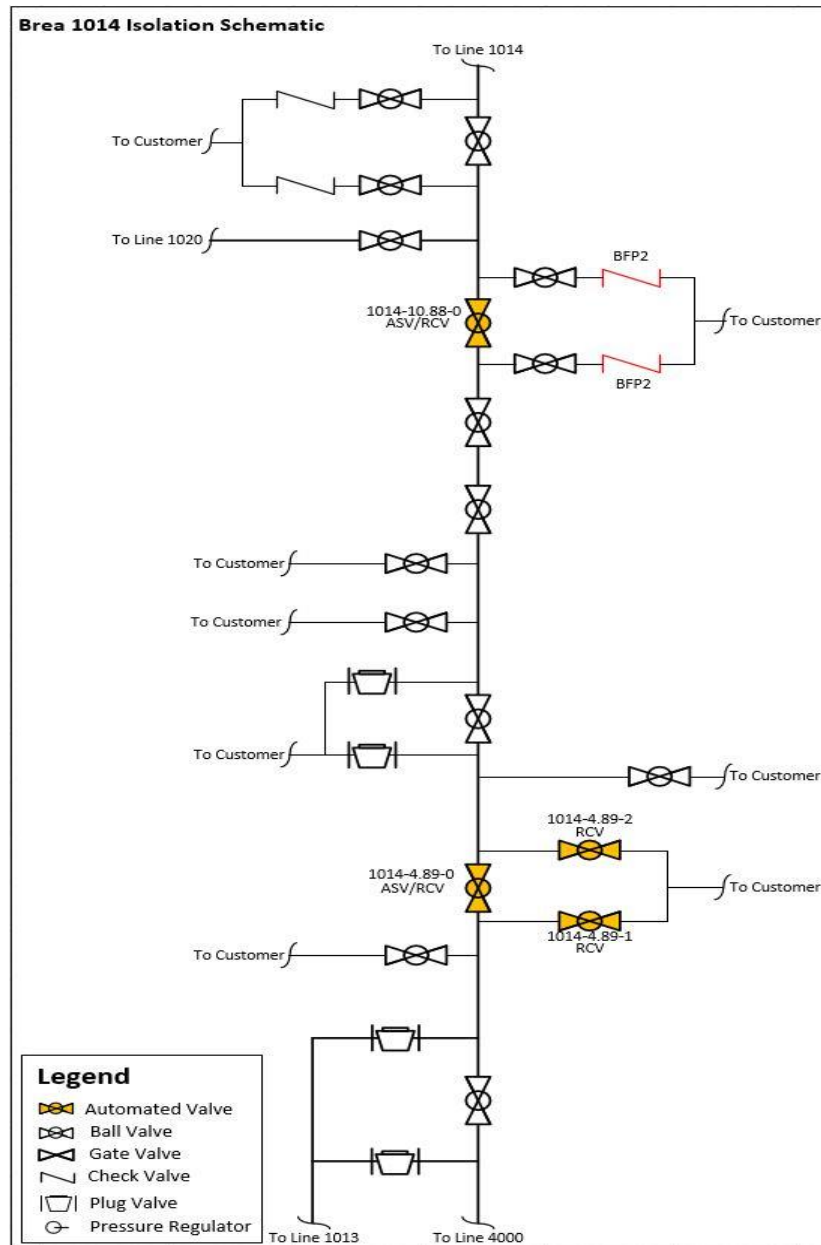 Brea 1014 Isolation Schematic
To Line 1014
To Customer
To Line 1020
BFP2
1014-10.88-0
ASV/RCV
To Customer
BFP2
To Customer
To Customer
To Customer
To Customer
1014-4.89-2
RCV
1014-4.89-0
ASV/RCV
To Customer
1014-4.89-1
RCV
To Customer
Legend
Automated Valve
Ball Valve
Gate Valve
Check Valve
Plug Valve
Pressure Regulator
To Line 1013
To Line 4000